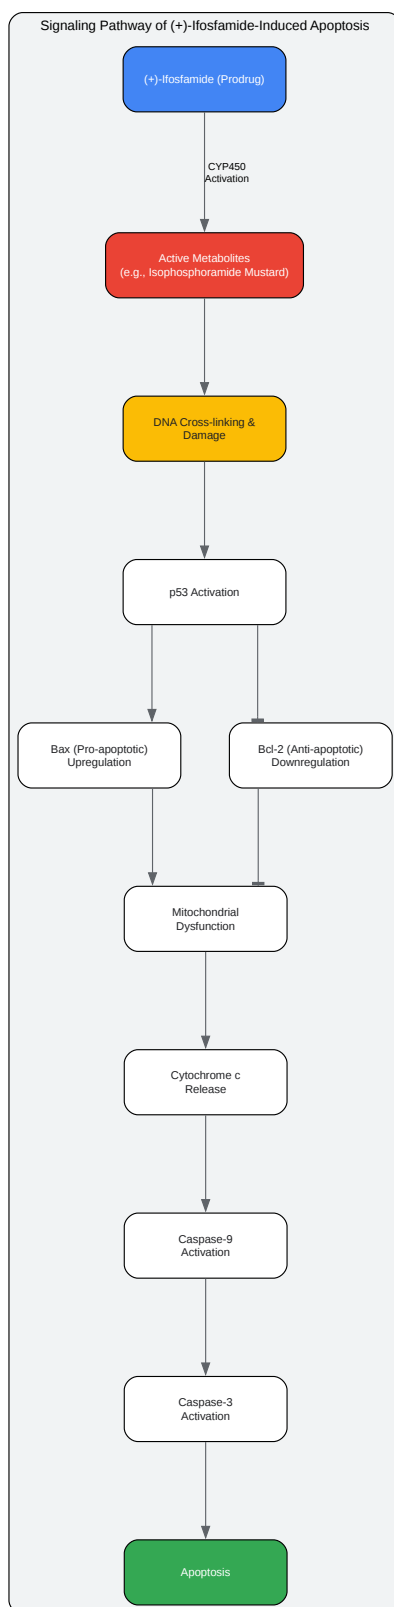 Signaling Pathway of (+)-Ifosfamide-Induced Apoptosis
(+)-Ifosfamide (Prodrug)
CYP450
Activation
Active Metabolites
(e.g., Isophosphoramide Mustard)
DNA Cross-linking &
Damage
p53 Activation
Bax (Pro-apoptotic)
Upregulation
Bcl-2 (Anti-apoptotic)
Downregulation
Mitochondrial
Dysfunction
Cytochrome c
Release
Caspase-9
Activation
Caspase-3
Activation
Apoptosis